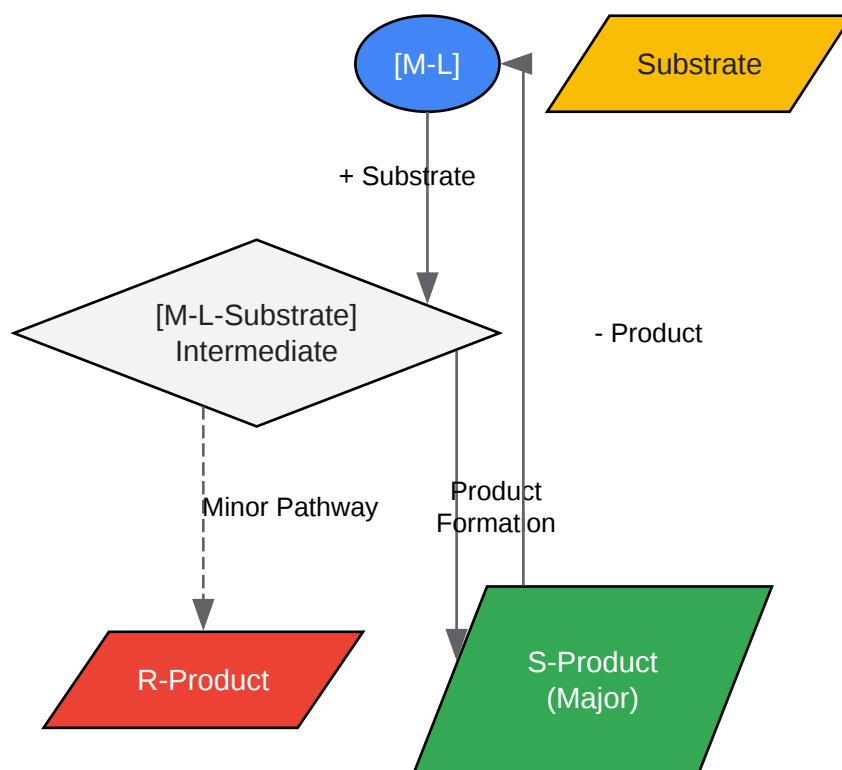 [M-L]
Substrate
+ Substrate
[M-L-Substrate]
Intermediate
- Product
Minor Pathway
Product
Formation
R-Product
S-Product
(Major)